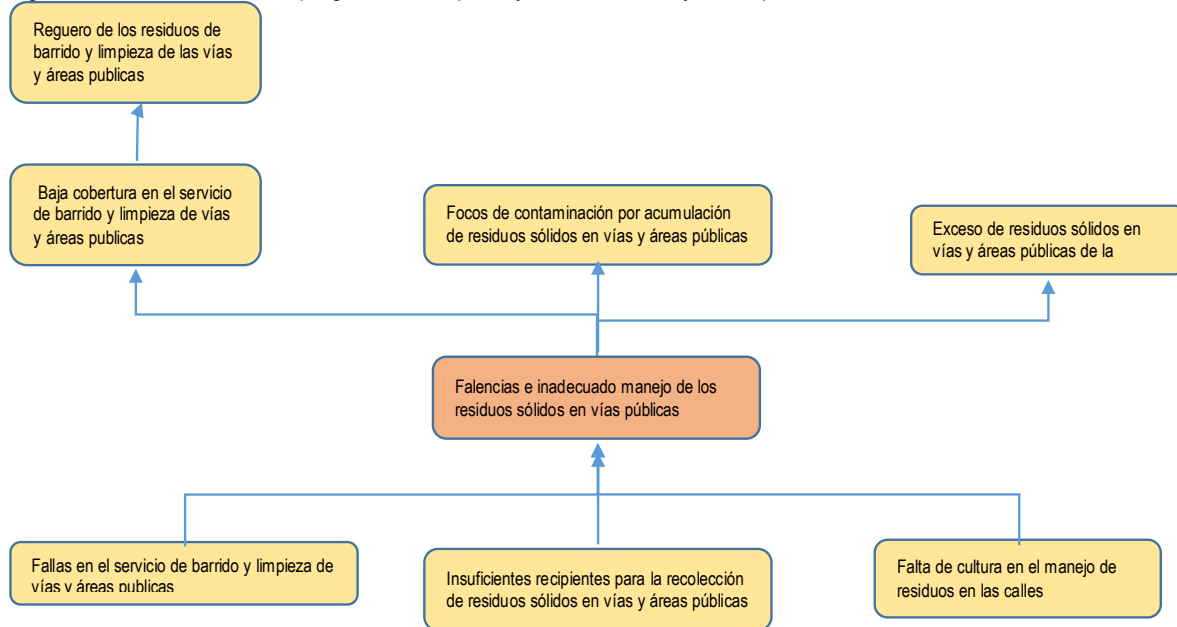 Reguero de los residuos de
barrido y limpieza de las vías
y áreas publicas
Baja cobertura en el servicio
de barrido y limpieza de vías
y áreas publicas
Focos de contaminación por acumulación
de residuos sólidos en vías y áreas públicas
Exceso de residuos sólidos en
vías y áreas públicas de la
Falencias e inadecuado manejo de los
residuos sólidos en vías públicas
Fallas en el servicio de barrido y limpieza de
vías y áreas publicas
Insuficientes recipientes para la recolección
de residuos sólidos en vías y áreas públicas
Falta de cultura en el manejo de
residuos en las calles